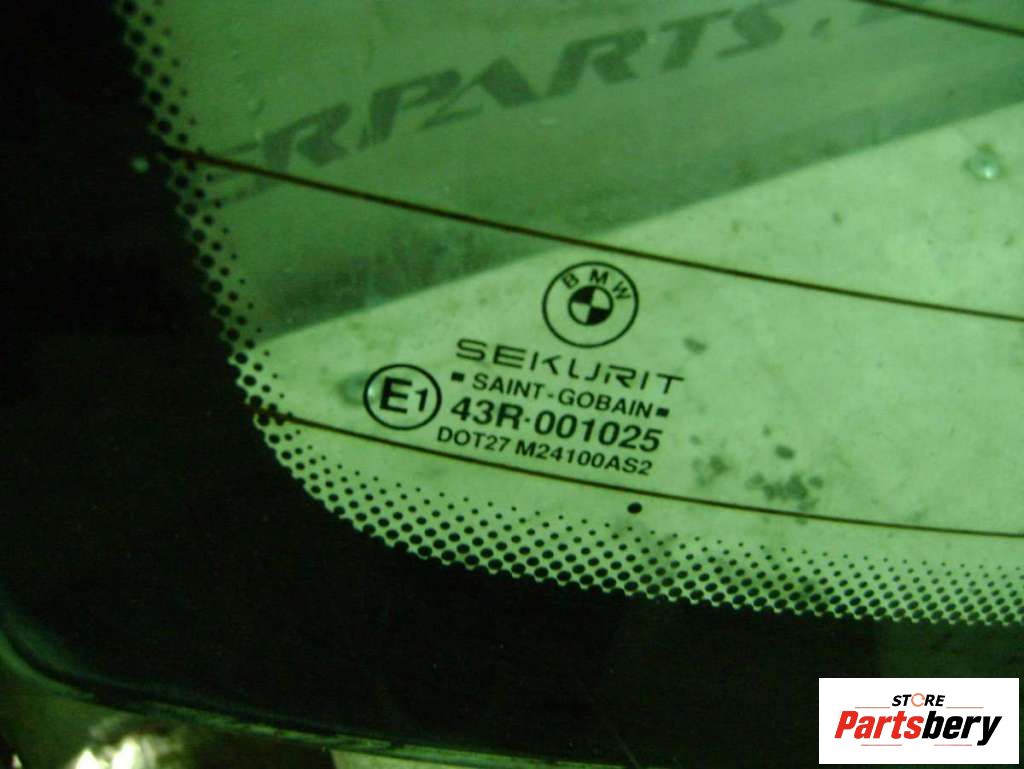 RPARTS.
BMW
SEKURIT
SAINT-GOBAIN
E1
43R-001025
DOT27 M24100AS2
STORE
Partsbery